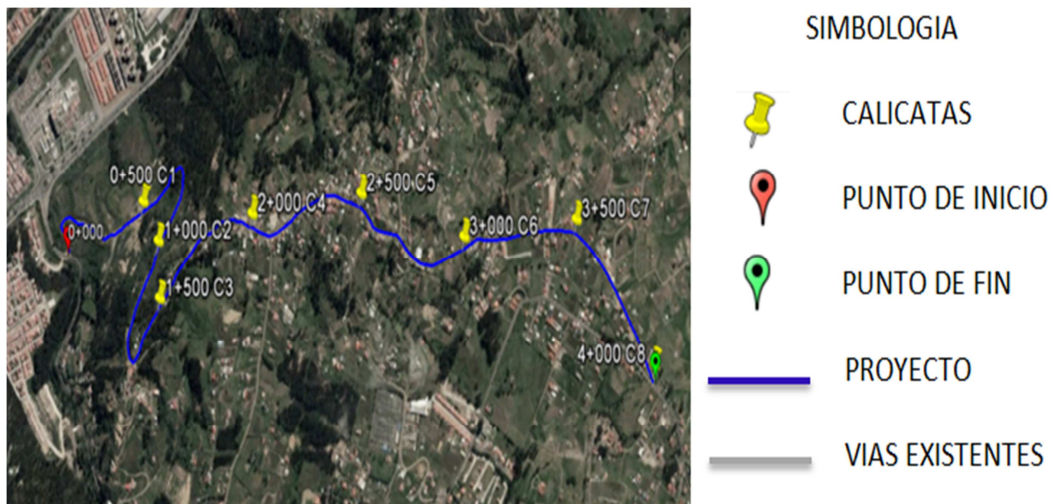 SIMBOLOGIA
CALICATAS
PUNTO DE INICIO
PUNTO DE FIN
PROYECTO
VIAS EXISTENTES
0+000
0+500 C1
1+000 C2
1+500 C3
2+000 C4
2+500 C5
3+000 C6
3+500 C7
4+000 C8